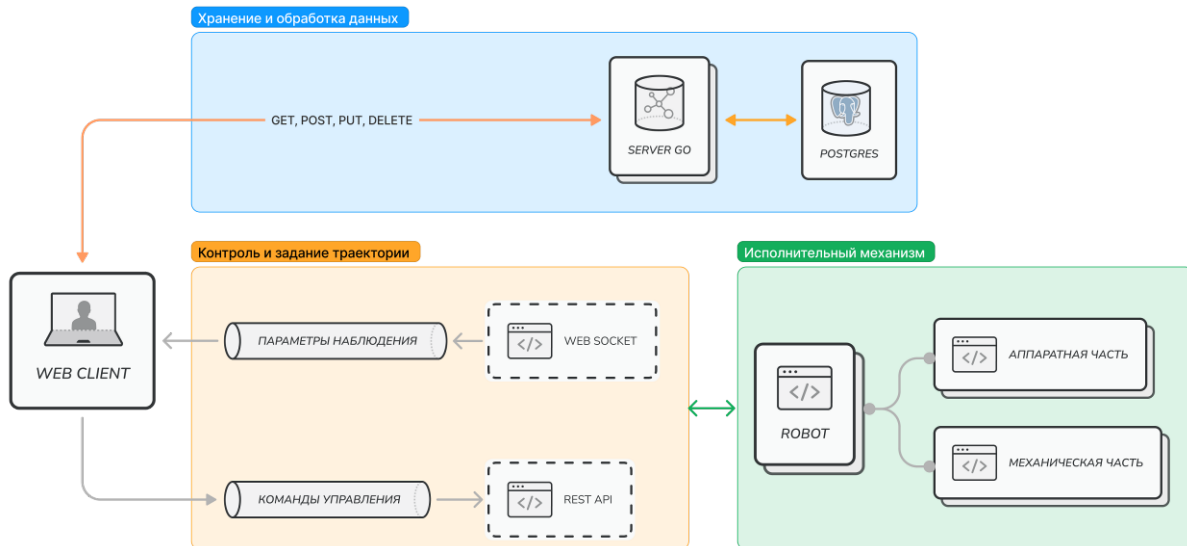 Хранение и обработка данных
GET, POST, PUT, DELETE
SERVER GO
POSTGRES
Контроль и задание траектории
Исполнительный механизм
WEB CLIENT
ПАРАМЕТРЫ НАБЛЮДЕНИЯ
WEB SOCKET
КОМАНДЫ УПРАВЛЕНИЯ
REST API
ROBOT
АППАРАТНАЯ ЧАСТЬ
МЕХАНИЧЕСКАЯ ЧАСТЬ